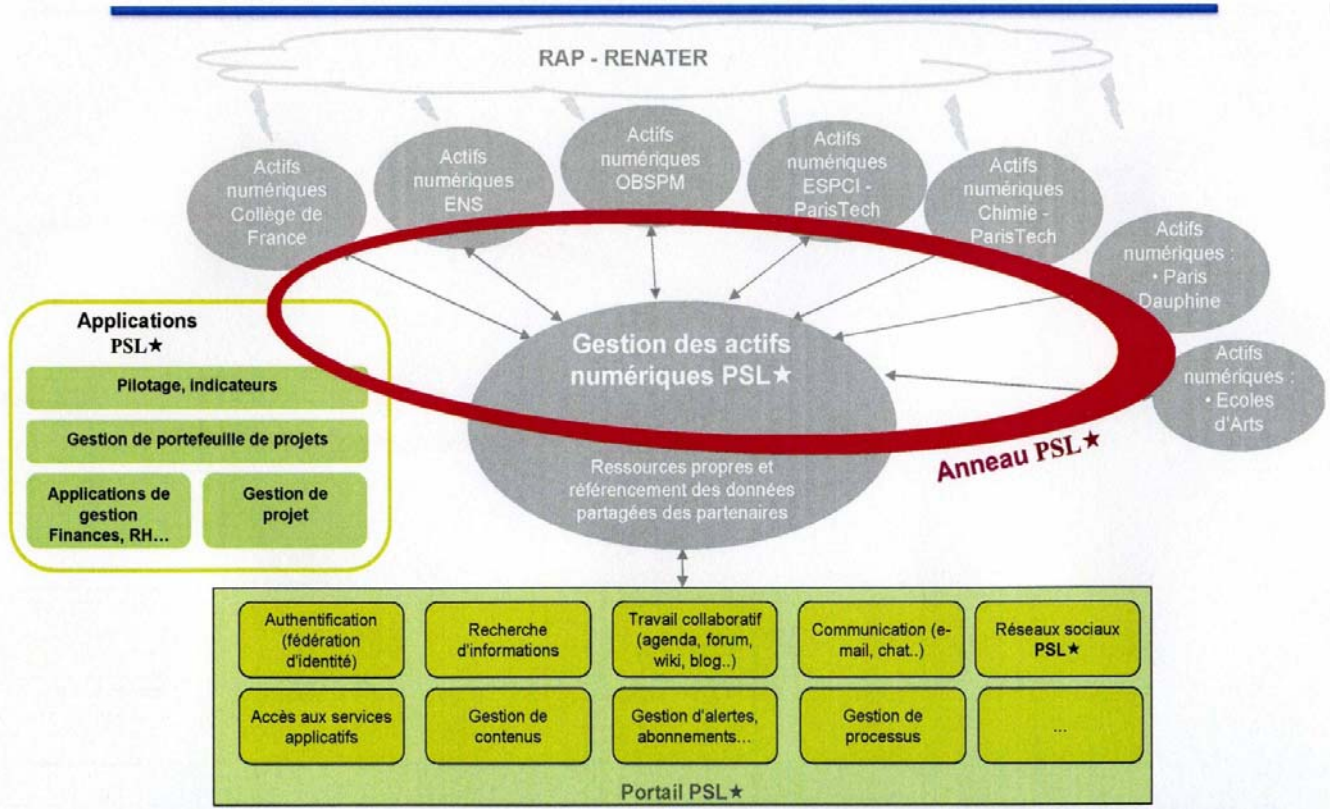 RAP - RENATER
Actifs
numériques
Collège de
France
Actifs
numériques
ENS
Actifs
numériques
OBSPM
Actifs
numériques
ESPCI -
ParisTech
Actifs
numériques
Chimie -
ParisTech
Actifs
numériques :
• Paris
Dauphine
Actifs
numériques :
• Ecoles
d'Arts
Applications
PSL★
Pilotage, indicateurs
Gestion de portefeuille de projets
Applications de
gestion
Finances, RH...
Gestion de
projet
Gestion des actifs
numériques PSL★
Ressources propres et
référencement des données
partagées des partenaires
Anneau PSL★
Authentification
(fédération
d'identité)
Recherche
d'informations
Travail collaboratif
(agenda, forum,
wiki, blog..)
Communication (e-
mail, chat..)
Réseaux sociaux
PSL★
Accès aux services
applicatifs
Gestion de
contenus
Gestion d'alertes,
abonnements...
Gestion de
processus
...
Portail PSL★